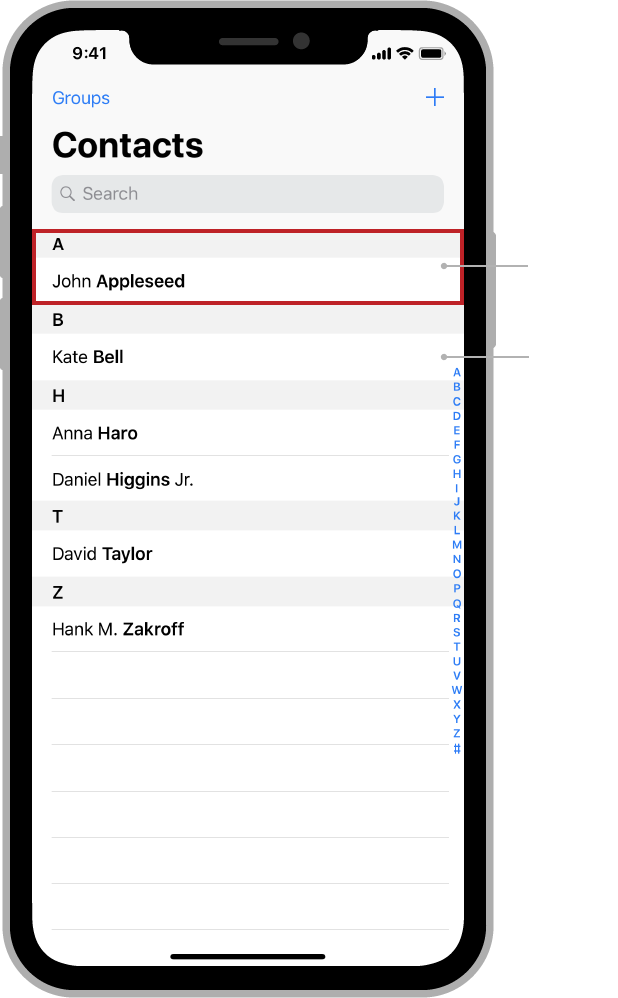 9:41
Groups
Contacts
Search
A
John Appleseed
B
Kate Bell
H
Anna Haro
Daniel Higgins Jr.
T
David Taylor
Z
Hank M. Zakroff
A
B
C
D
E
F
G
H
I
J
K
L
M
N
O
P
Q
R
S
T
U
V
W
X
Y
Z
#